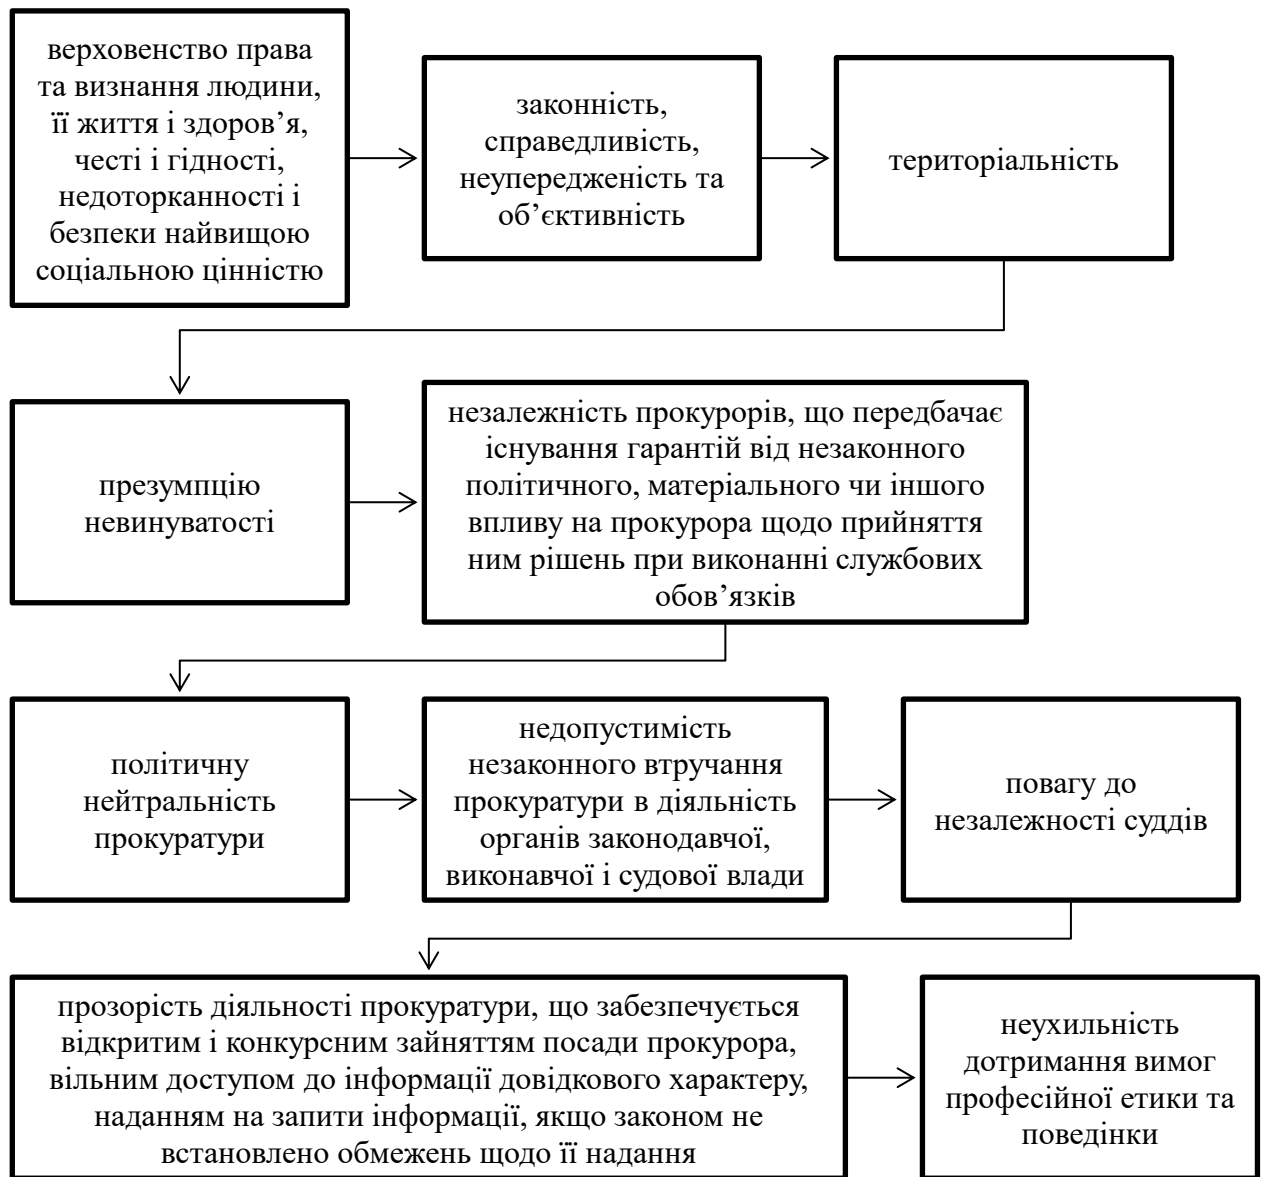 верховенство права
та визнання людини,
її життя і здоров’я,
честі і гідності,
недоторканності і
безпеки найвищою
соціальною цінністю
законність,
справедливість,
неупередженість та
об’єктивність
територіальність
презумпцію
невинуватості
незалежність прокурорів, що передбачає
існування гарантій від незаконного
політичного, матеріального чи іншого
впливу на прокурора щодо прийняття
ним рішень при виконанні службових
обов’язків
політичну
нейтральність
прокуратури
недопустимість
незаконного втручання
прокуратури в діяльність
органів законодавчої,
виконавчої і судової влади
повагу до
незалежності суддів
прозорість діяльності прокуратури, що забезпечується
відкритим і конкурсним зайняттям посади прокурора,
вільним доступом до інформації довідкового характеру,
наданням на запити інформації, якщо законом не
встановлено обмежень щодо її надання
неухильність
дотримання вимог
професійної етики та
поведінки